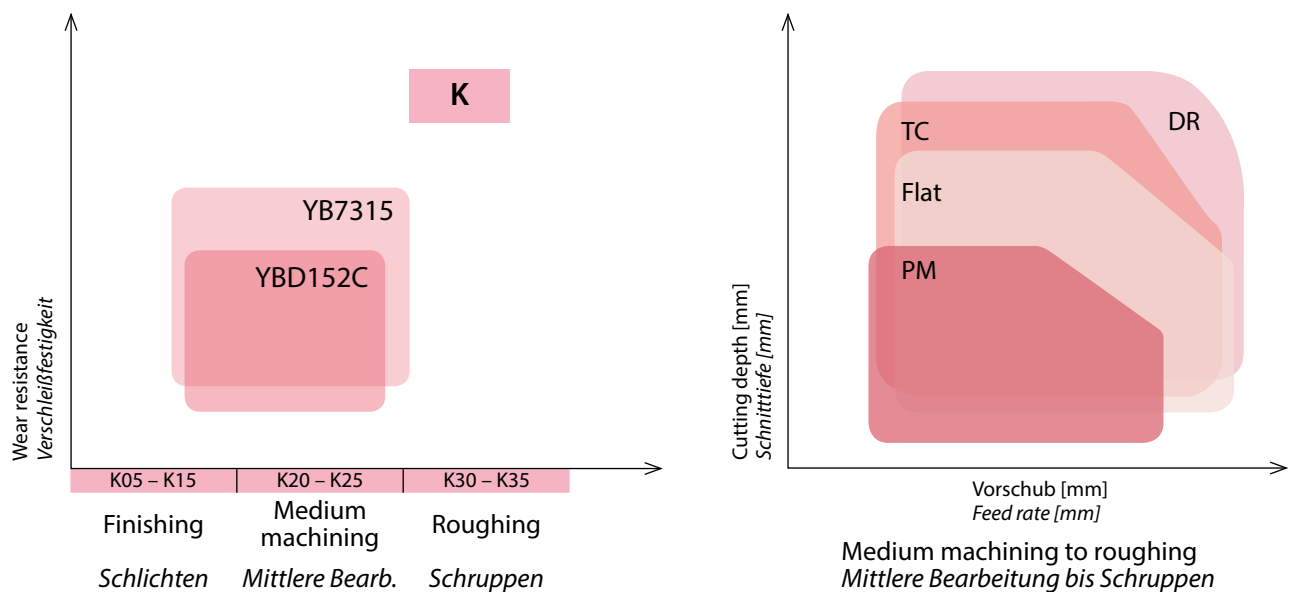 K
YB7315
YBD152C
Wear resistance
Verschleißfestigkeit
K05 – K15
K20 – K25
K30 – K35
Finishing
Medium
machining
Roughing
Schlichten
Mittlere Bearb.
Schruppen
DR
TC
Flat
PM
Cutting depth [mm]
Schnitttiefe [mm]
Vorschub [mm]
Feed rate [mm]
Medium machining to roughing
Mittlere Bearbeitung bis Schruppen